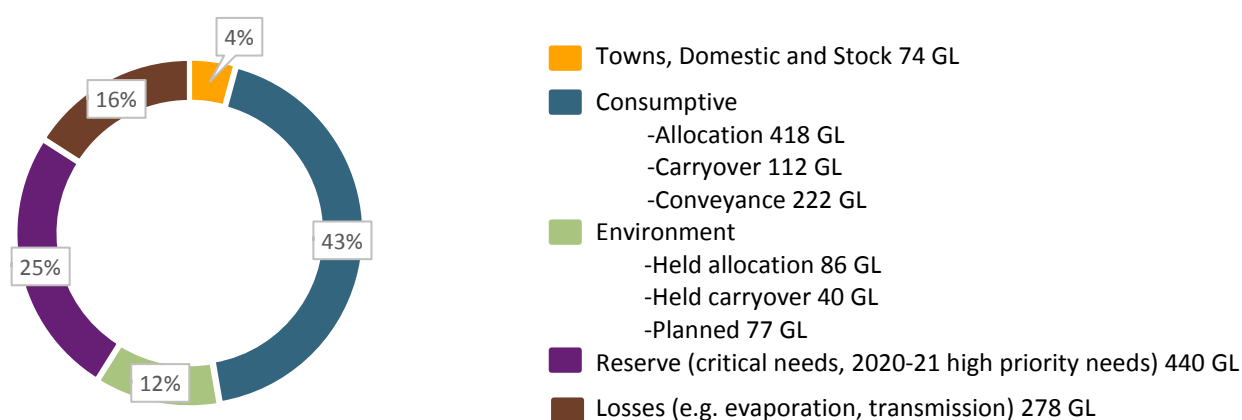 4%
16%
43%
25%
12%
Towns, Domestic and Stock 74 GL
Consumptive
-Allocation 418 GL
-Carryover 112 GL
-Conveyance 222 GL
Environment
-Held allocation 86 GL
-Held carryover 40 GL
-Planned 77 GL
Reserve (critical needs, 2020-21 high priority needs) 440 GL
Losses (e.g. evaporation, transmission) 278 GL